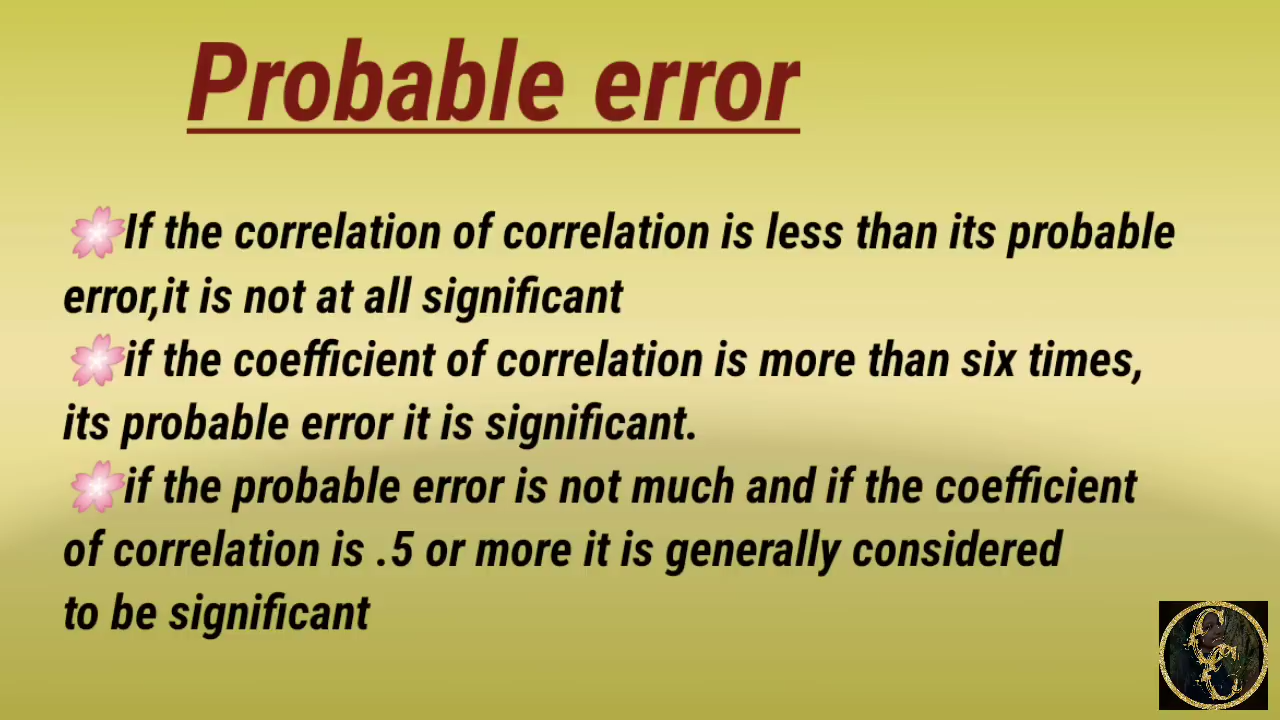 Probable error
🌸If the correlation of correlation is less than its probable
error,it is not at all significant
🌸if the coefficient of correlation is more than six times,
its probable error it is significant.
🌸if the probable error is not much and if the coefficient
of correlation is .5 or more it is generally considered
to be significant